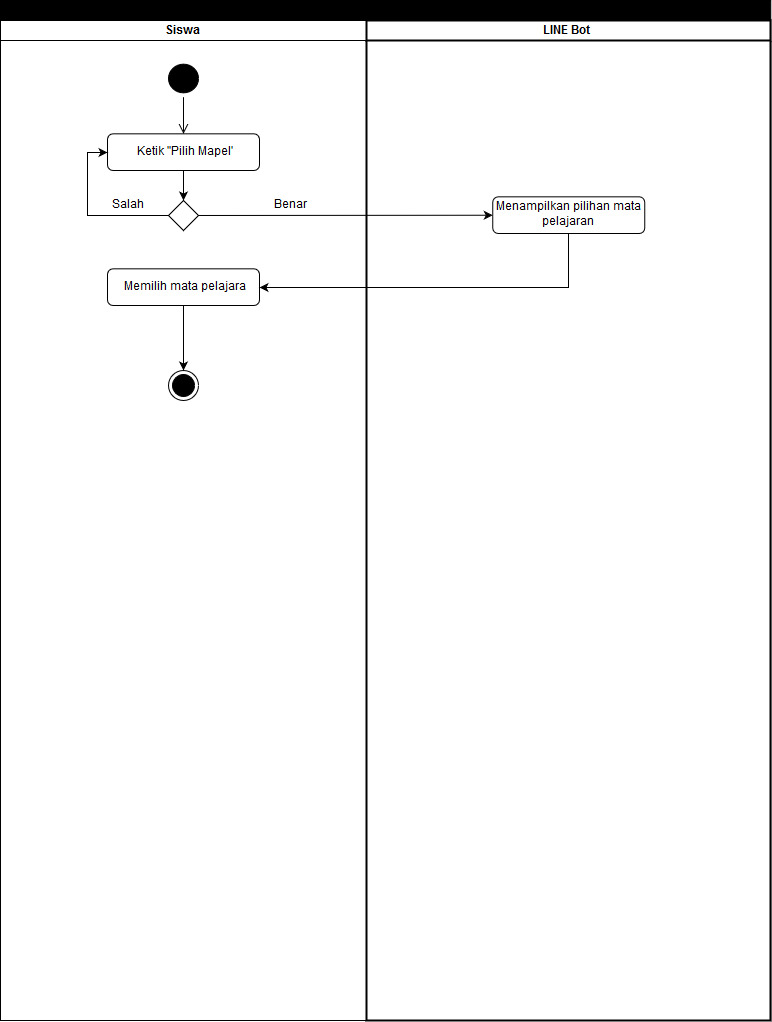 Siswa
LINE Bot
Ketik "Pilih Mapel'
Salah
Benar
Menampilkan pilihan mata
pelajaran
Memilih mata pelajara